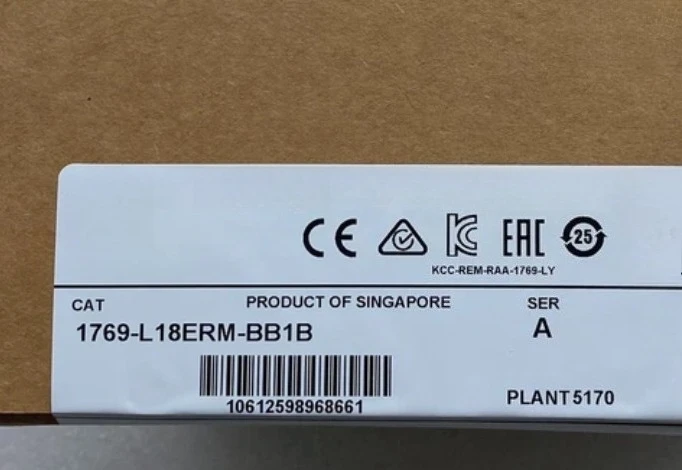 CE KC EAC 25
KCC-REM-RAA-1769-LY
CAT PRODUCT OF SINGAPORE SER
1769-L18ERM-BB1B A
10612598968661 PLANT 5170